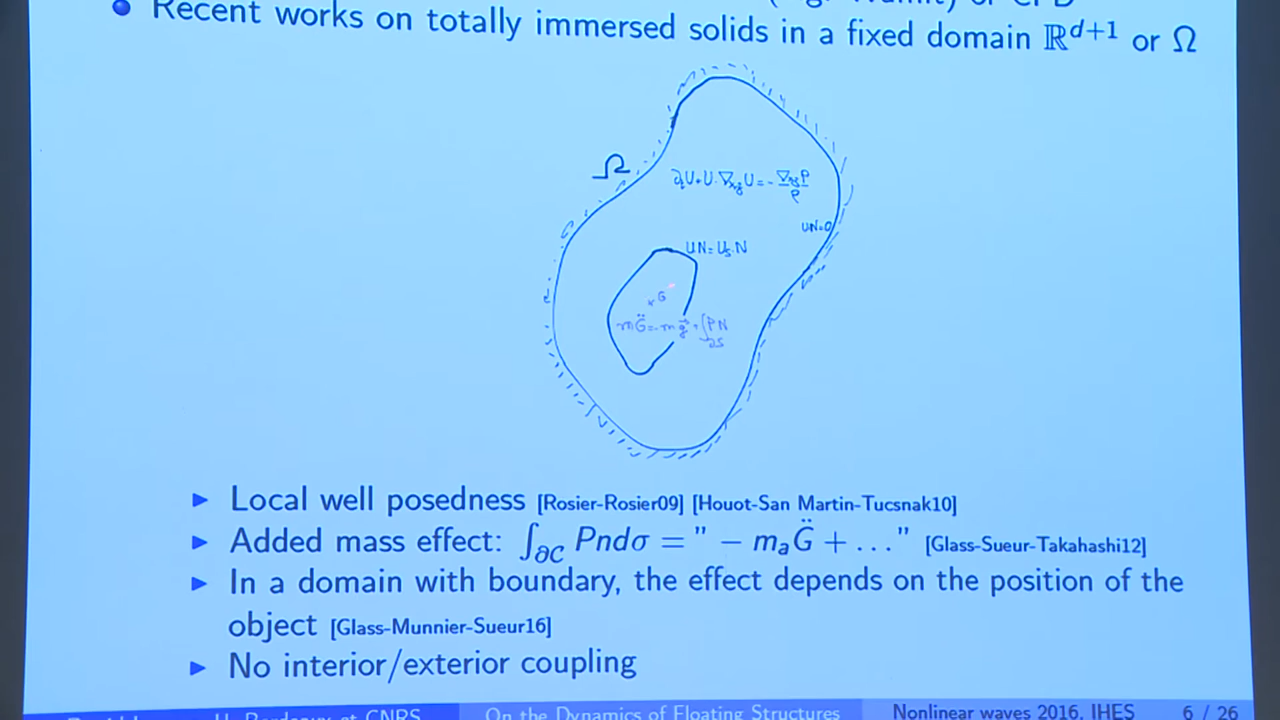 Recent works on totally immersed solids in a fixed domain ℝ^{d+1} or Ω
Ω
∂_t U + U·∇_{x,z} U = - ∇_{x,z} P / ρ
U·N=0
U·N = U_S·N
× G
m G̈ = - m g⃗ + ∫_{∂S} P N
▶ Local well posedness [Rosier-Rosier09] [Houot-San Martin-Tucsnak10]
▶ Added mass effect: ∫_{∂C} Pndσ = " − m_a G̈ + ... " [Glass-Sueur-Takahashi12]
▶ In a domain with boundary, the effect depends on the position of the
object [Glass-Munnier-Sueur16]
▶ No interior/exterior coupling
CNRS On the Dynamics of Floating Structures Nonlinear waves 2016, IHES 6 / 26